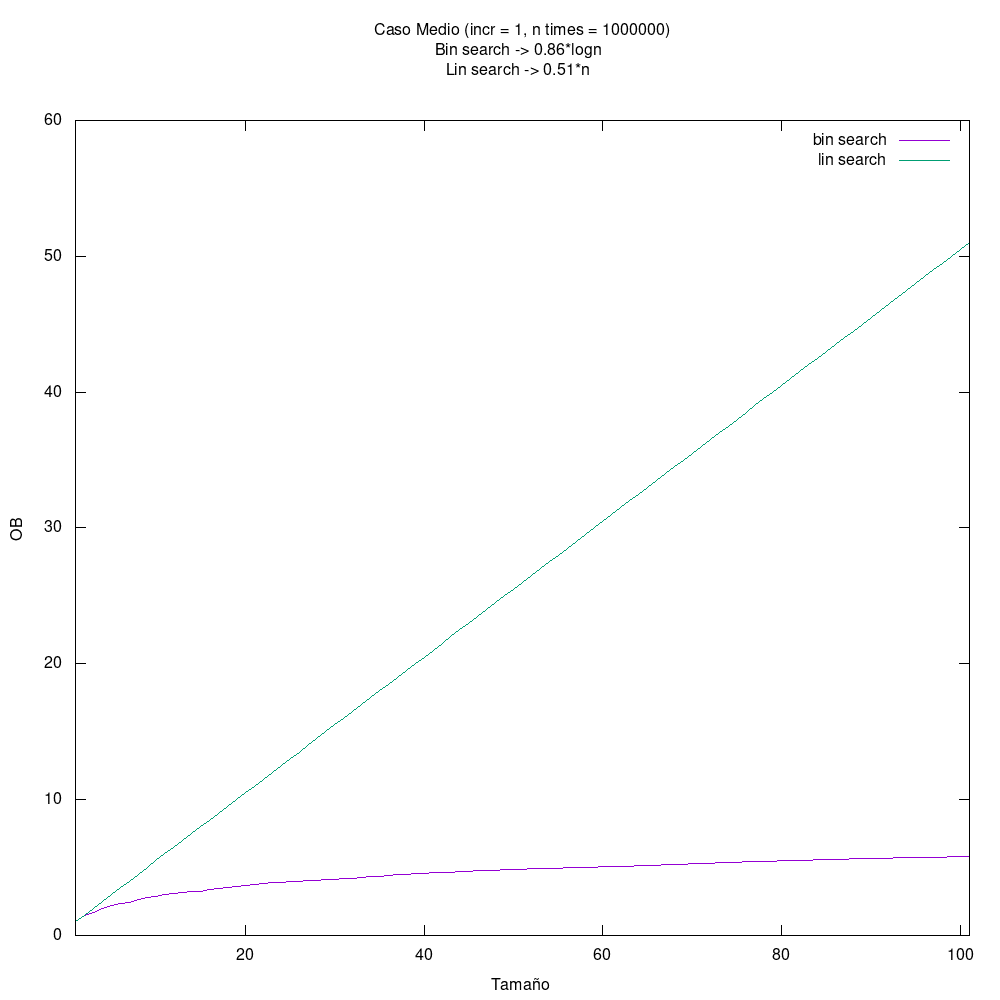 Caso Medio (incr = 1, n times = 1000000)
Bin search -> 0.86*logn
Lin search -> 0.51*n
bin search
lin search
60
50
40
30
20
10
0
OB
20
40
60
80
100
Tamaño